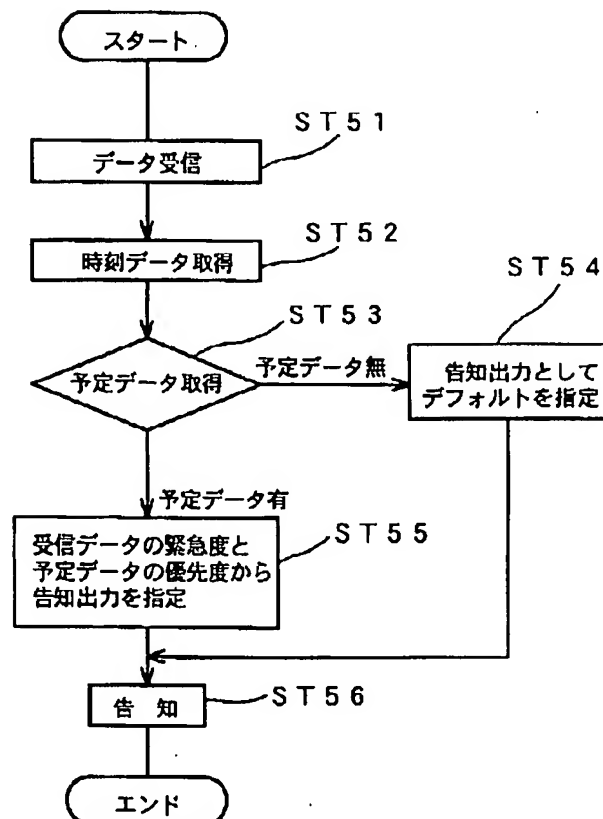 スタート
ST51
データ受信
ST52
時刻データ取得
ST53
予定データ取得
予定データ無
ST54
告知出力として
デフォルトを指定
予定データ有
受信データの緊急度と
予定データの優先度から
告知出力を指定
ST55
告 知
ST56
エンド